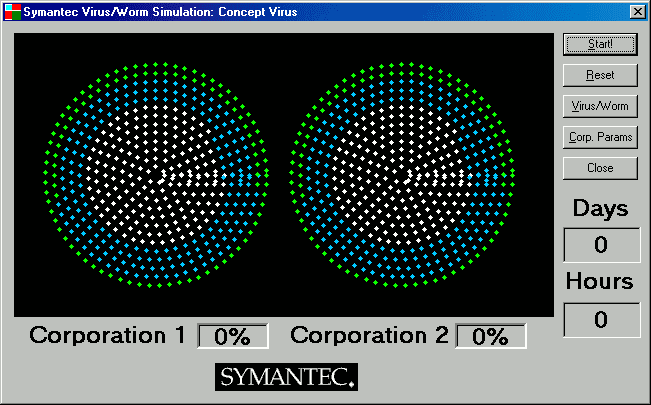 Symantec Virus/Worm Simulation: Concept Virus
Start!
Reset
Virus/Worm
Corp. Params
Close
Days
0
Hours
0
Corporation 1 0% Corporation 2 0%
SYMANTEC.